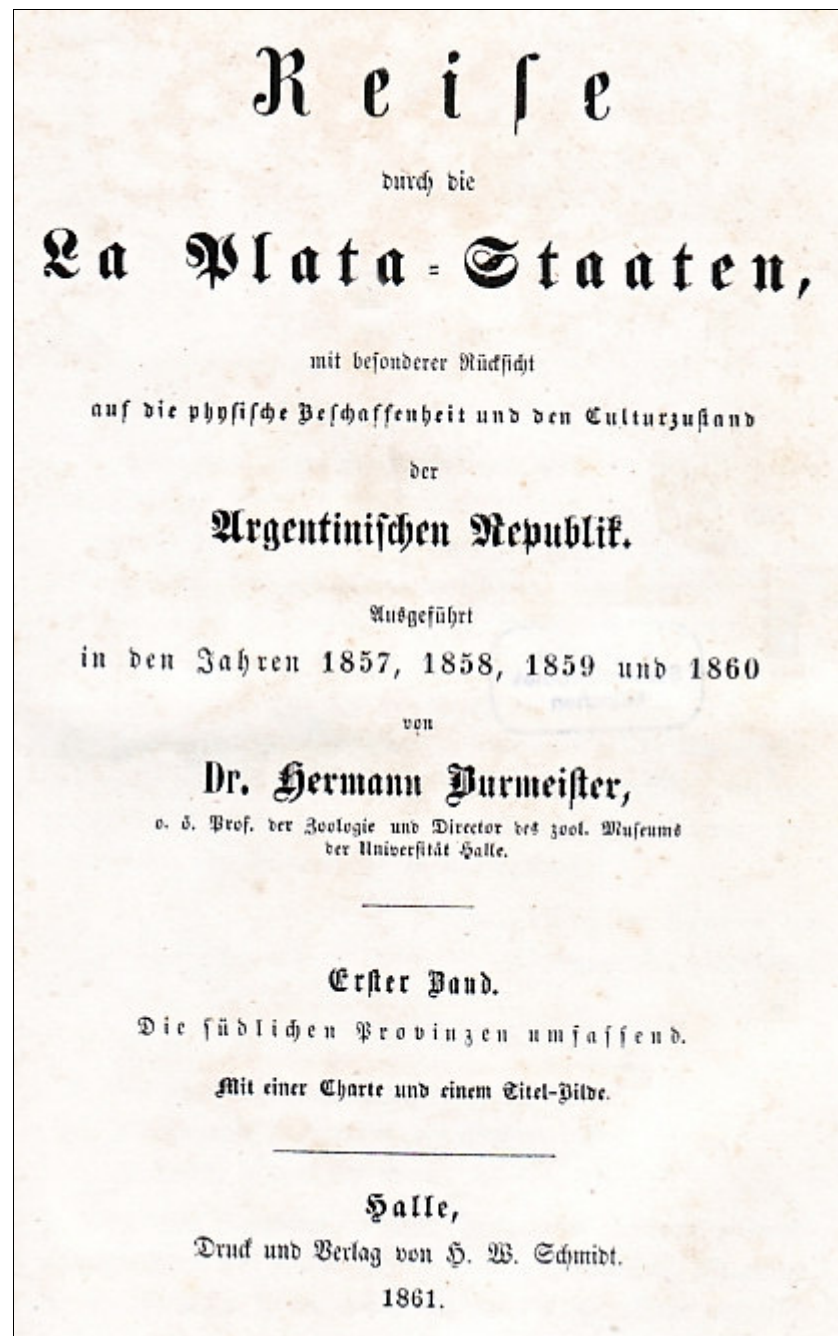 Reiſe
durch die
La Plata-Staaten,
mit beſonderer Rückſicht
auf die phyſiſche Beſchaffenheit und den Culturzuſtand
der
Argentiniſchen Republik.
Ausgeführt
in den Jahren 1857, 1858, 1859 und 1860
von
Dr. Hermann Burmeiſter,
o. ö. Prof. der Zoologie und Director des zool. Muſeums
der Univerſität Halle.
Erſter Band.
Die ſüdlichen Provinzen umfaſſend.
Mit einer Charte und einem Titel-Bilde.
Halle,
Druck und Verlag von H. W. Schmidt.
1861.